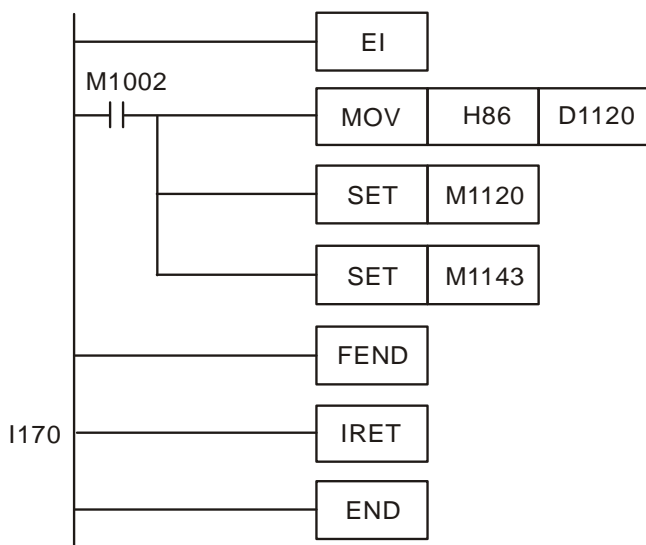 EI
M1002
MOV H86 D1120
SET M1120
SET M1143
FEND
I170 IRET
END